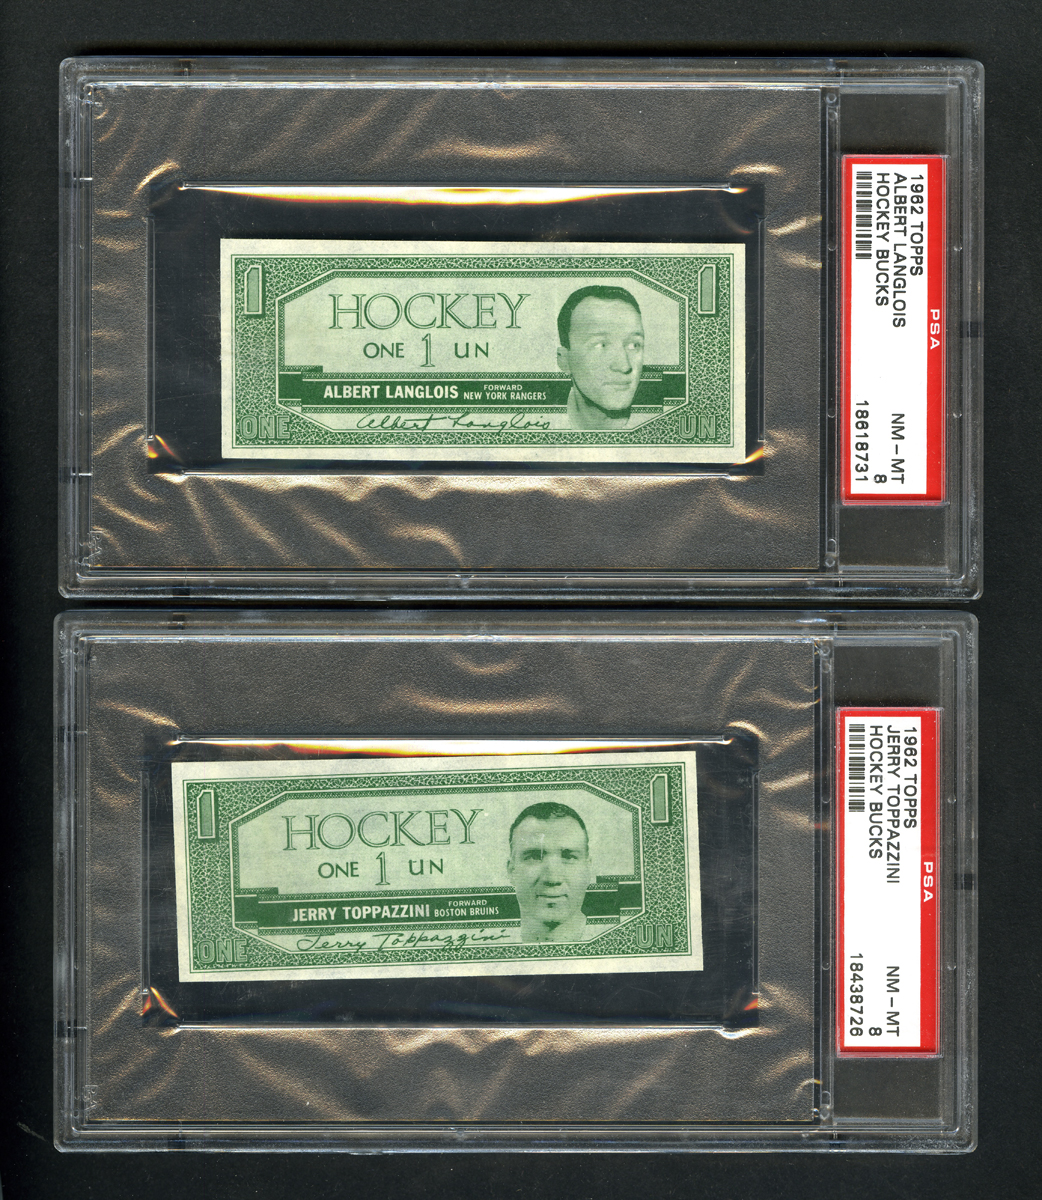 1 1
HOCKEY
ONE 1 UN
ALBERT LANGLOIS FORWARD NEW YORK RANGERS
Albert Langlois
ONE UN
PSA
1962 TOPPS
ALBERT LANGLOIS
HOCKEY BUCKS
NM – MT
8
18618731
1 1
HOCKEY
ONE 1 UN
JERRY TOPPAZZINI FORWARD BOSTON BRUINS
Jerry Toppazzini
ONE UN
PSA
1962 TOPPS
JERRY TOPPAZZINI
HOCKEY BUCKS
NM – MT
8
18438726